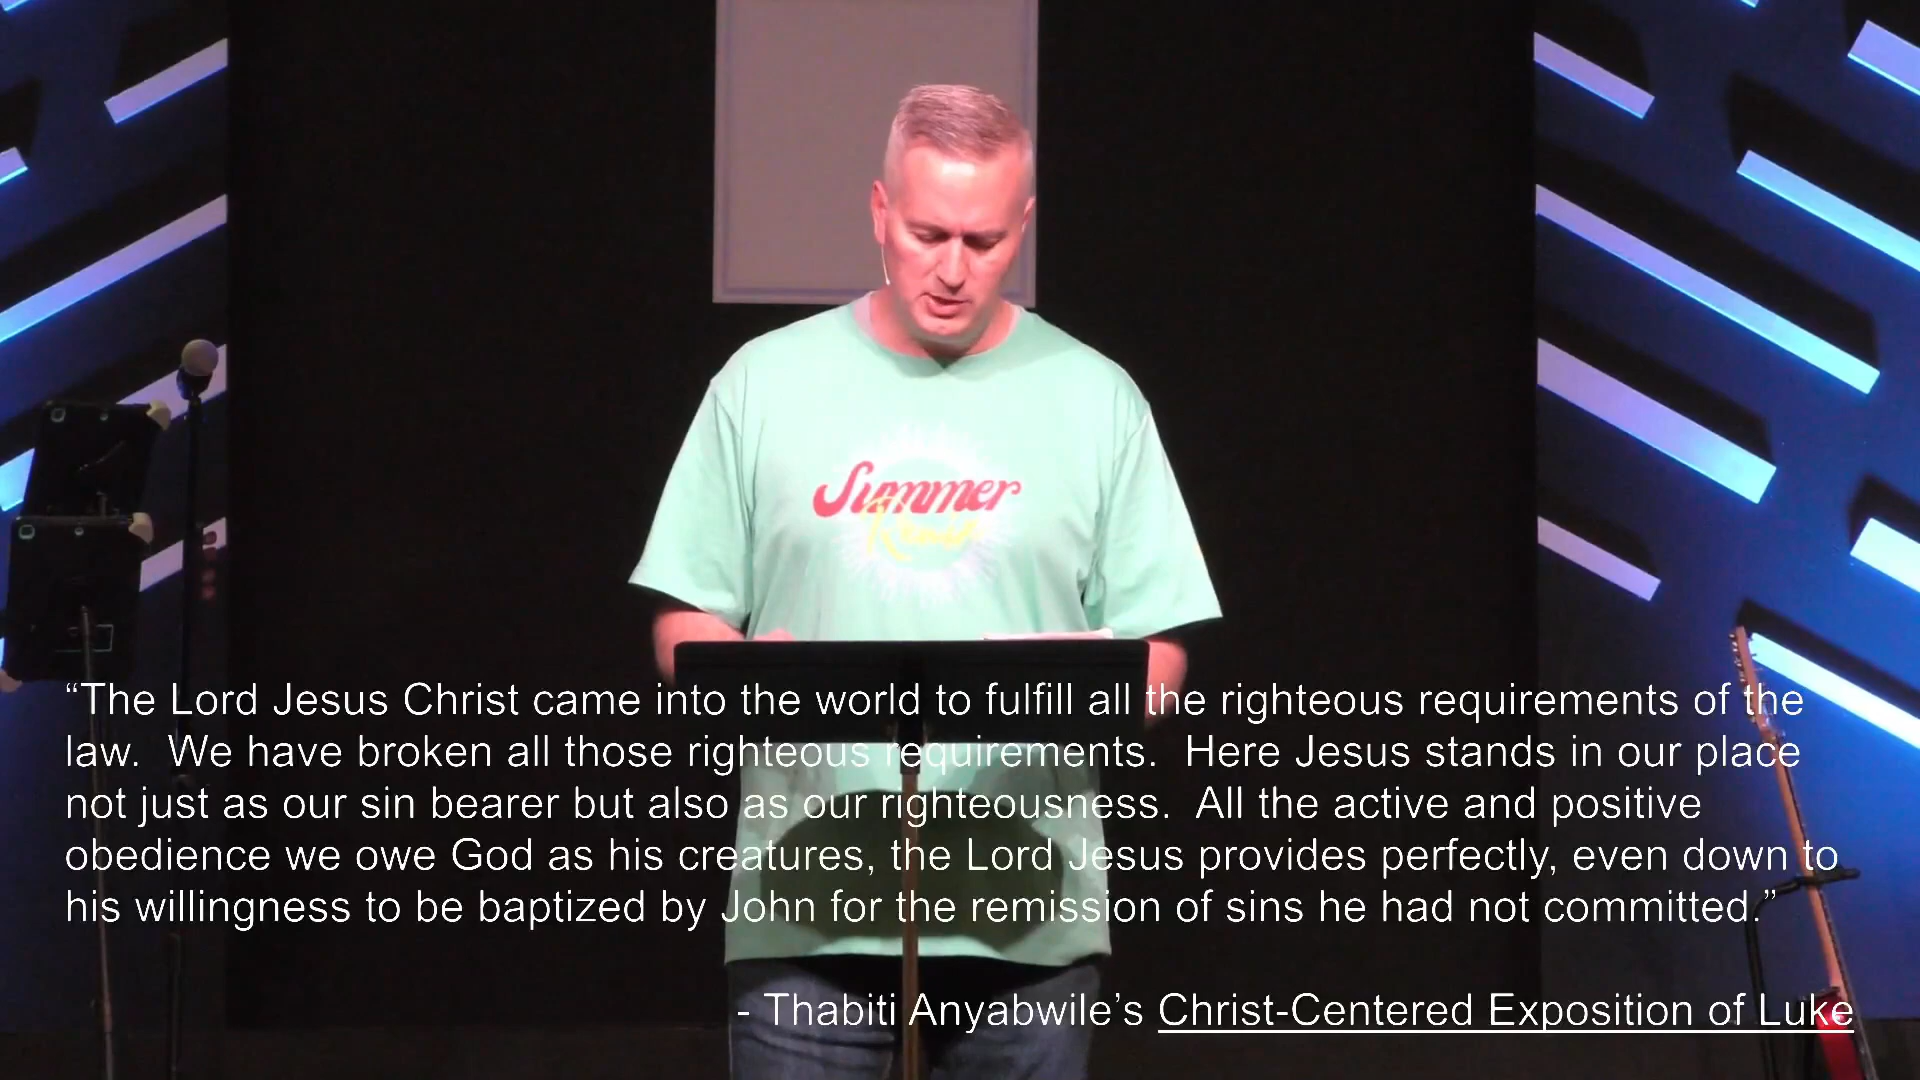 Summer
Remix
“The Lord Jesus Christ came into the world to fulfill all the righteous requirements of the
law.  We have broken all those righteous requirements.  Here Jesus stands in our place
not just as our sin bearer but also as our righteousness.  All the active and positive
obedience we owe God as his creatures, the Lord Jesus provides perfectly, even down to
his willingness to be baptized by John for the remission of sins he had not committed.”
- Thabiti Anyabwile’s Christ-Centered Exposition of Luke